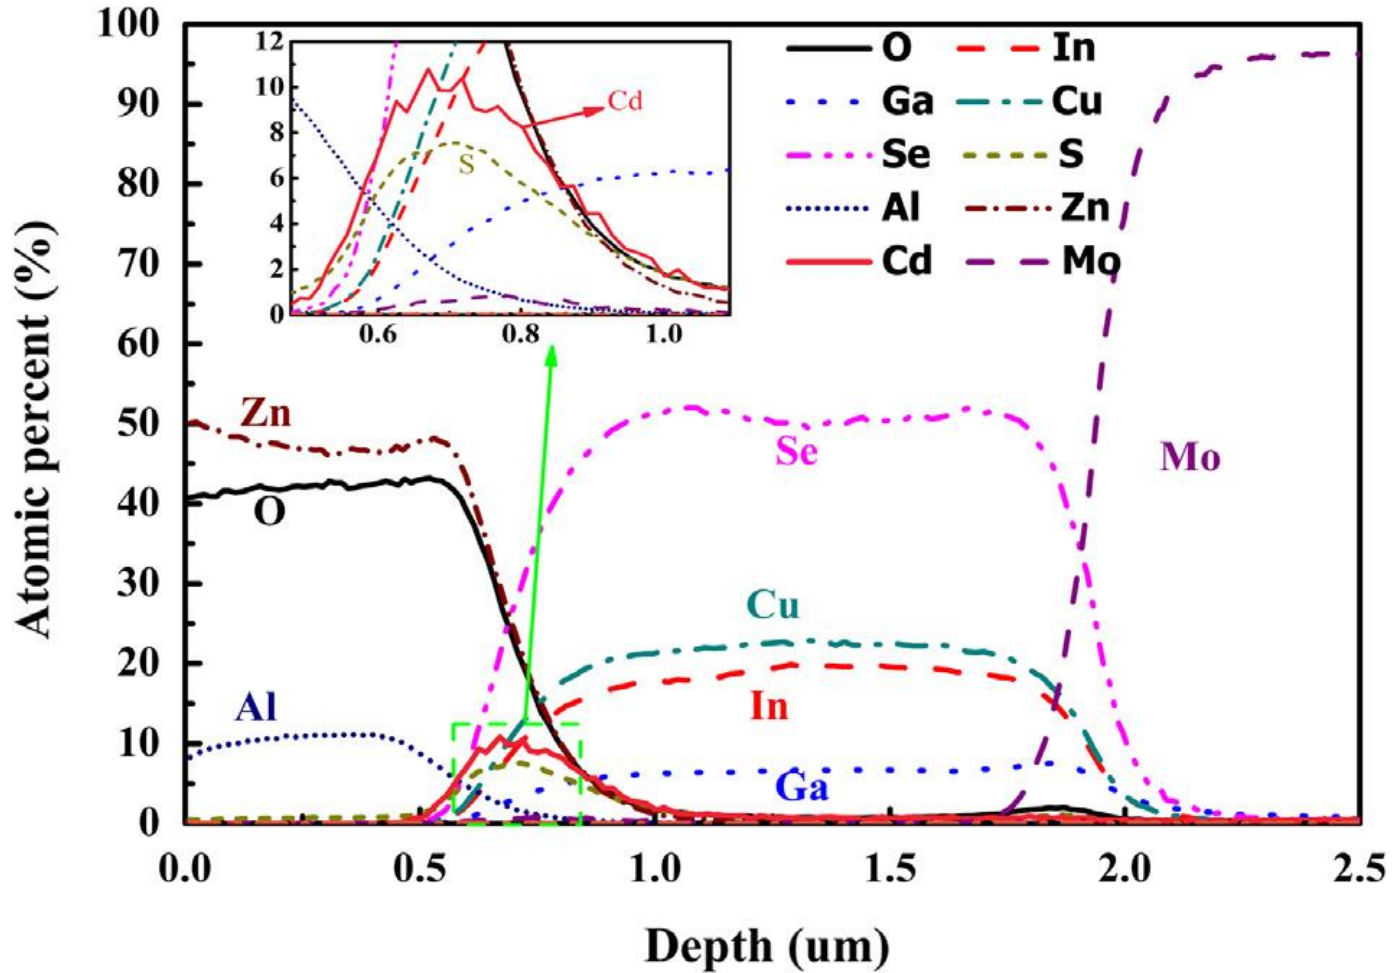 100
90
80
70
60
50
40
30
20
10
0
Atomic percent (%)
0.0 0.5 1.0 1.5 2.0 2.5
Depth (um)
12
10
8
6
4
2
0
0.6 0.8 1.0
Cd
S
O In
Ga Cu
Se S
Al Zn
Cd Mo
Zn
O
Al
Se
Cu
In
Ga
Mo